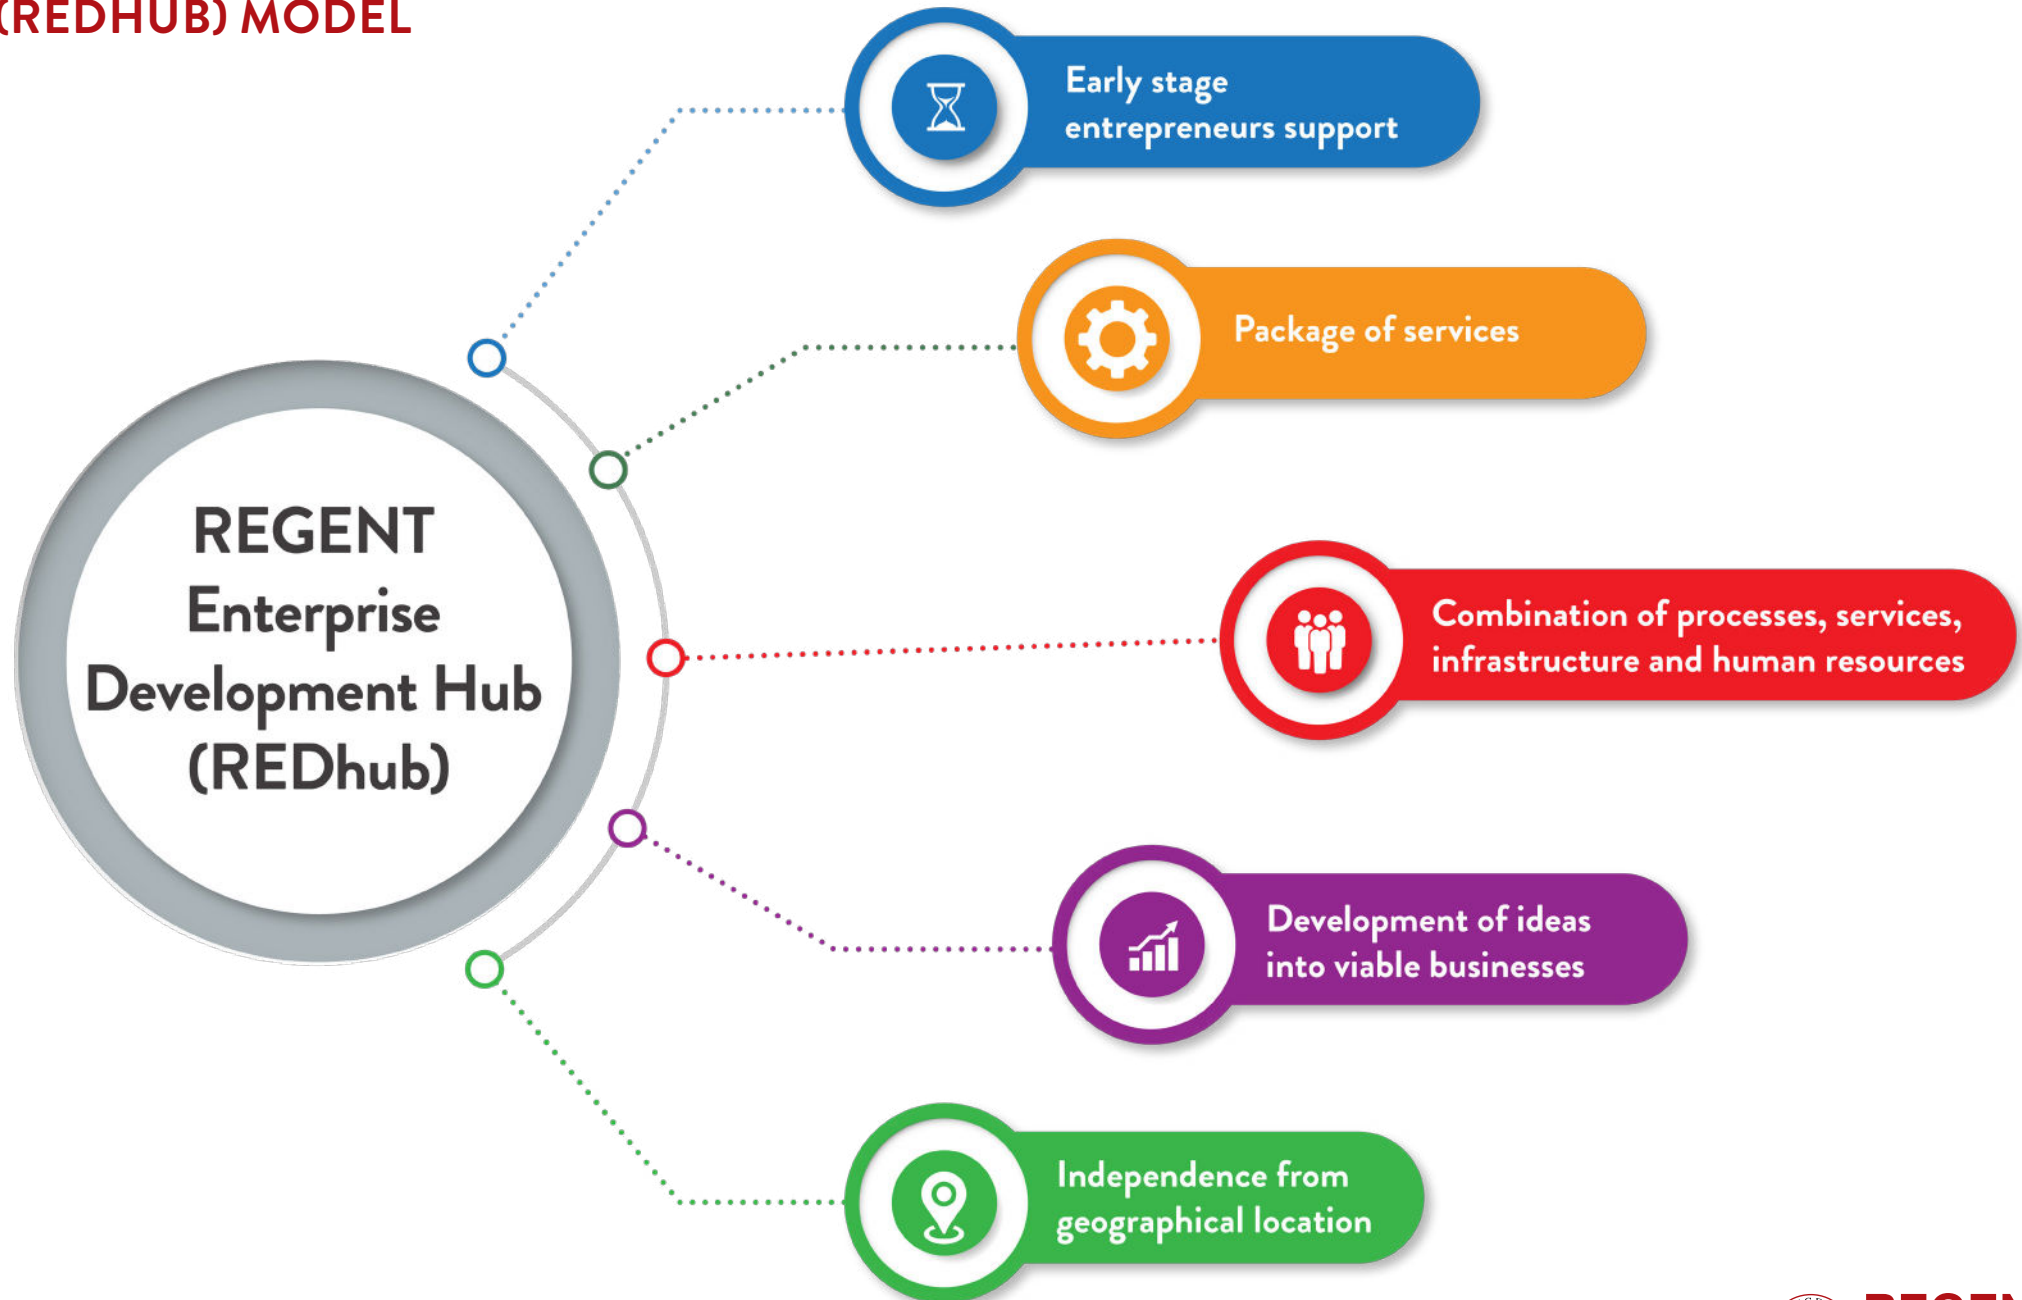 (REDHUB) MODEL
Early stage
entrepreneurs support
Package of services
REGENT
Enterprise
Development Hub
(REDhub)
Combination of processes, services,
infrastructure and human resources
Development of ideas
into viable businesses
Independence from
geographical location